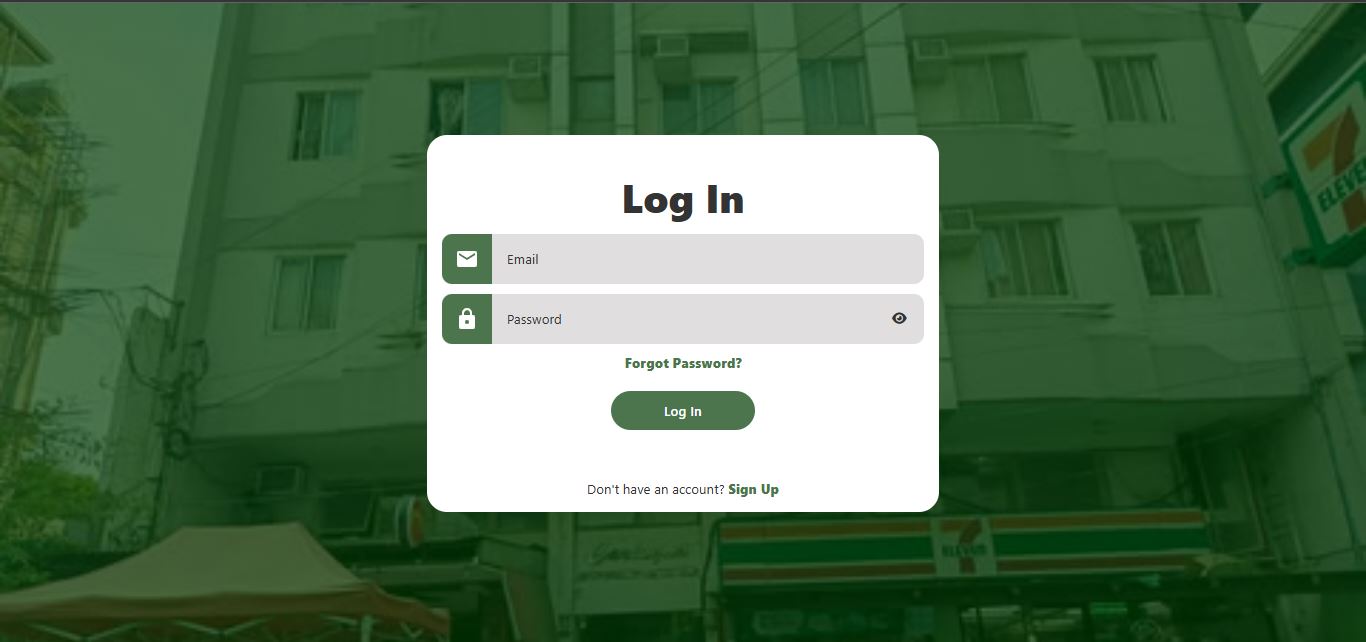 Log In
Email
Password
Forgot Password?
Log In
Don't have an account? Sign Up
7
ELEVEN
7
ELEVEN